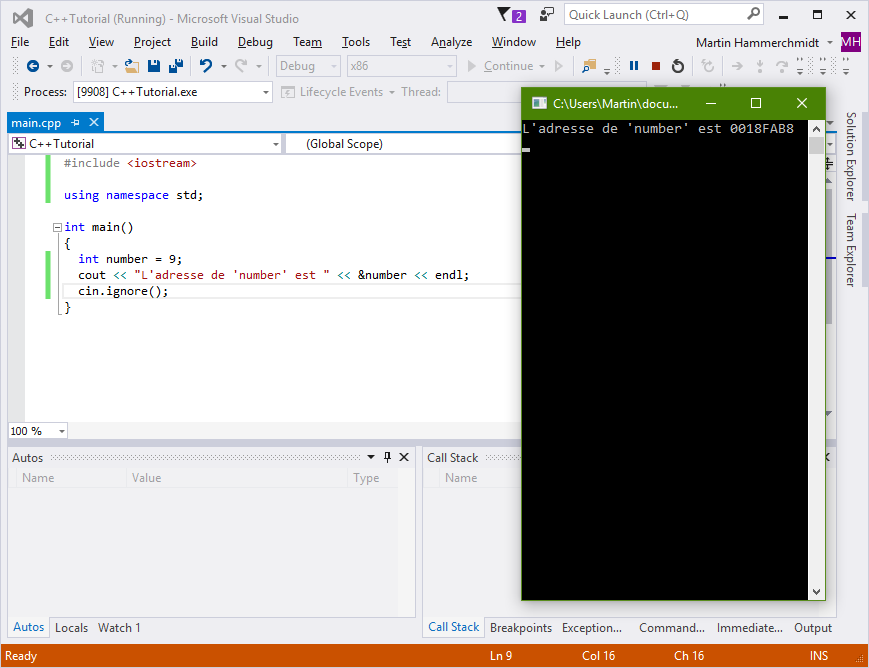 C++Tutorial (Running) - Microsoft Visual Studio
2
Quick Launch (Ctrl+Q)
File Edit View Project Build Debug Team Tools Test Analyze Window Help
Martin Hammerchmidt MH
Debug x86 Continue
Process: [9908] C++Tutorial.exe Lifecycle Events Thread:
main.cpp
C++Tutorial (Global Scope)
#include <iostream>
using namespace std;
int main()
{
int number = 9;
cout << "L'adresse de 'number' est " << &number << endl;
cin.ignore();
}
100 %
C:\Users\Martin\docu...
L'adresse de 'number' est 0018FAB8
Solution Explorer
Team Explorer
Autos
Name Value Type
Call Stack
Name
Autos Locals Watch 1
Call Stack Breakpoints Exception... Command... Immediate... Output
Ready Ln 9 Col 16 Ch 16 INS